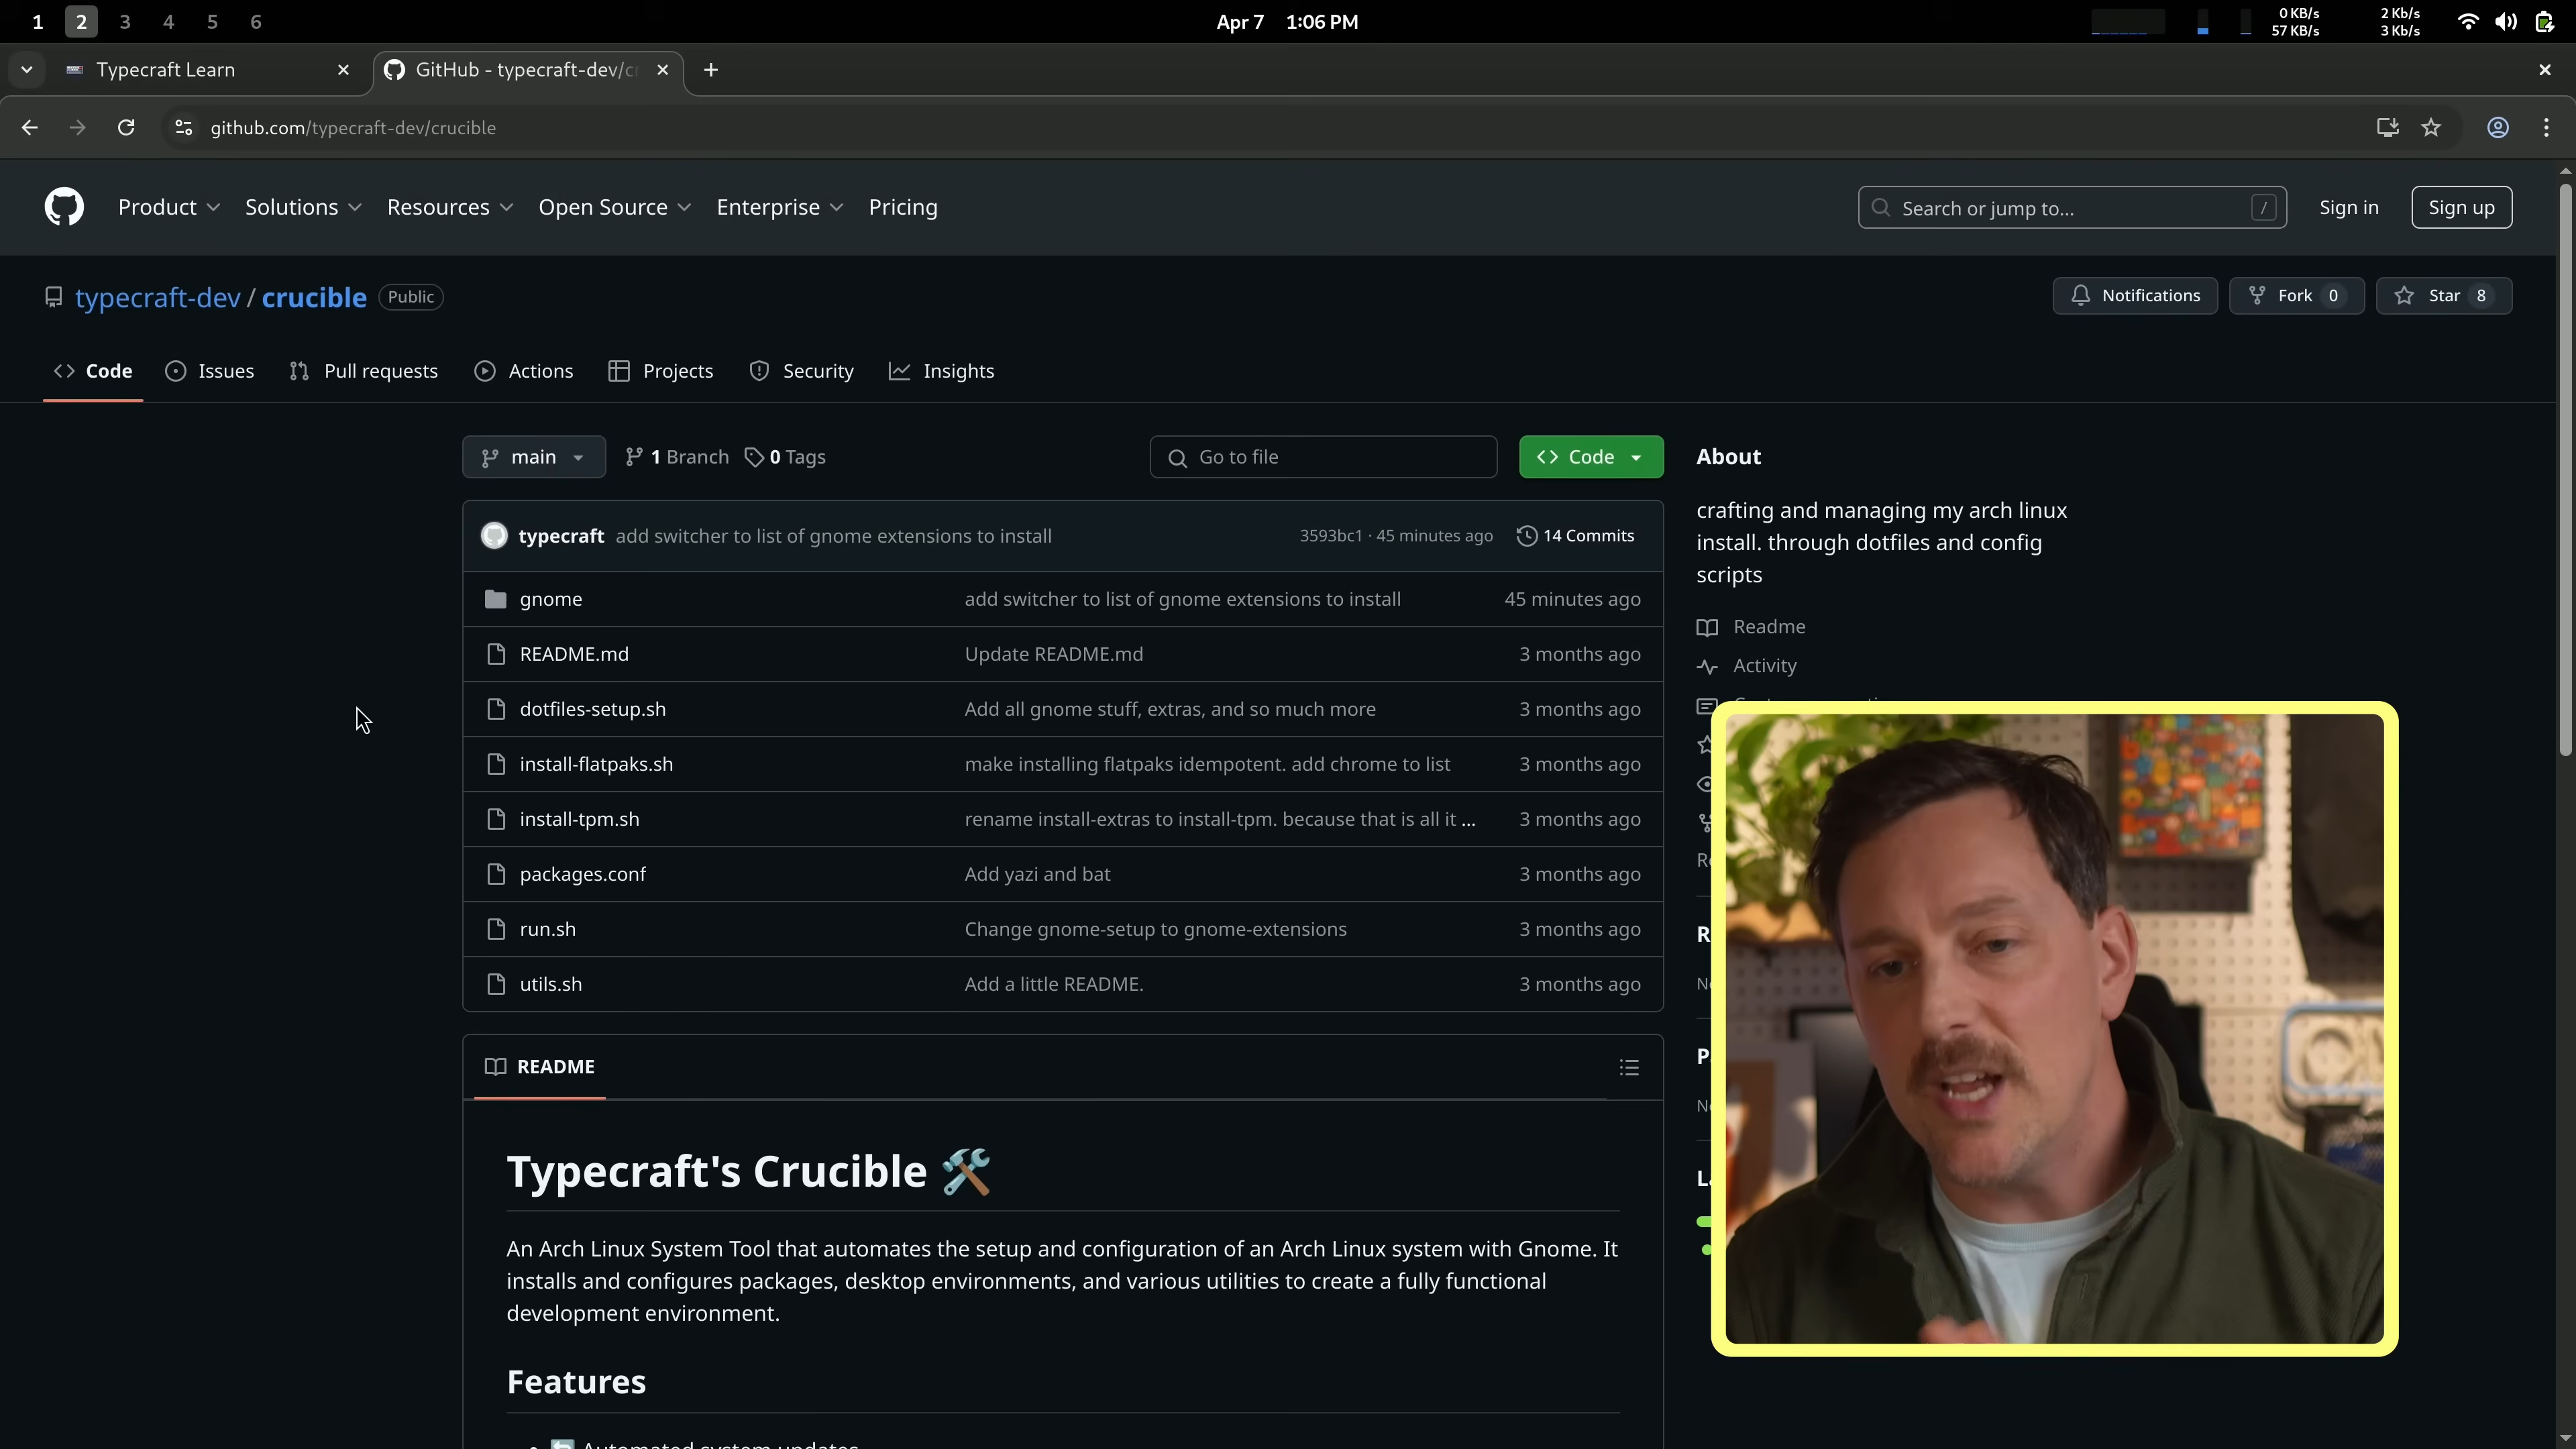 1 2 3 4 5 6
Apr 7 1:06 PM
0 KB/s
57 KB/s
2 Kb/s
3 Kb/s
Typecraft Learn
GitHub - typecraft-dev/c
github.com/typecraft-dev/crucible
Product
Solutions
Resources
Open Source
Enterprise
Pricing
Search or jump to...
/
Sign in
Sign up
typecraft-dev / crucible
Public
Notifications
Fork 0
Star 8
Code
Issues
Pull requests
Actions
Projects
Security
Insights
main
1 Branch
0 Tags
Go to file
Code
typecraft add switcher to list of gnome extensions to install 3593bc1 · 45 minutes ago 14 Commits
gnome add switcher to list of gnome extensions to install 45 minutes ago
README.md Update README.md 3 months ago
dotfiles-setup.sh Add all gnome stuff, extras, and so much more 3 months ago
install-flatpaks.sh make installing flatpaks idempotent. add chrome to list 3 months ago
install-tpm.sh rename install-extras to install-tpm. because that is all it ... 3 months ago
packages.conf Add yazi and bat 3 months ago
run.sh Change gnome-setup to gnome-extensions 3 months ago
utils.sh Add a little README. 3 months ago
README
Typecraft's Crucible
An Arch Linux System Tool that automates the setup and configuration of an Arch Linux system with Gnome. It
installs and configures packages, desktop environments, and various utilities to create a fully functional
development environment.
Features
Automated system updates
About
crafting and managing my arch linux
install. through dotfiles and config
scripts
Readme
Activity